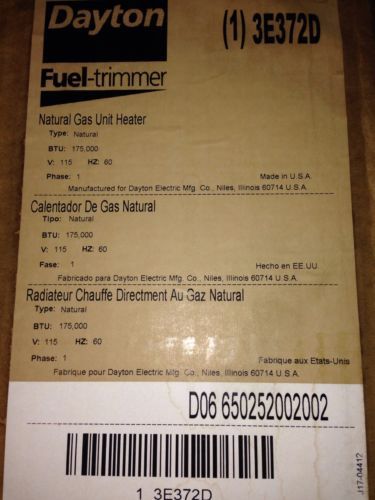 Dayton
(1) 3E372D
Fuel-trimmer
Natural Gas Unit Heater
Type: Natural
BTU: 175,000
V: 115 HZ: 60
Phase: 1 Made in U.S.A.
Manufactured for Dayton Electric Mfg. Co., Niles, Illinois 60714 U.S.A.
Calentador De Gas Natural
Tipo: Natural
BTU: 175,000
V: 115 HZ: 60
Fase: 1 Hecho en EE.UU.
Fabricado para Dayton Electric Mfg. Co., Niles, Illinois 60714 U.S.A.
Radiateur Chauffe Directment Au Gaz Natural
Type: Natural
BTU: 175,000
V: 115 HZ: 60
Phase: 1 Fabrique aux Etats-Unis
Fabrique pour Dayton Electric Mfg. Co., Niles, Illinois 60714 U.S.A.
D06 650252002002
J17-04412
1 3E372D